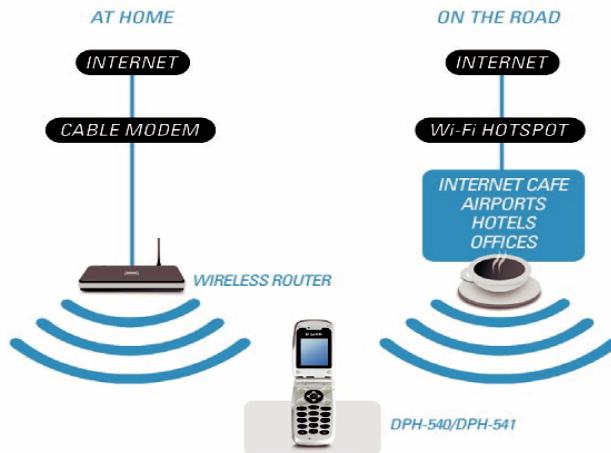 AT HOME
INTERNET
CABLE MODEM
WIRELESS ROUTER
ON THE ROAD
INTERNET
Wi-Fi HOTSPOT
INTERNET CAFE
AIRPORTS
HOTELS
OFFICES
DPH-540/DPH-541